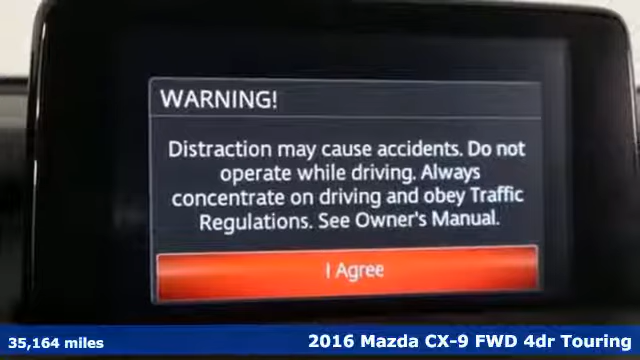 WARNING!
Distraction may cause accidents. Do not
operate while driving. Always
concentrate on driving and obey Traffic
Regulations. See Owner's Manual.
I Agree
35,164 miles
2016 Mazda CX-9 FWD 4dr Touring